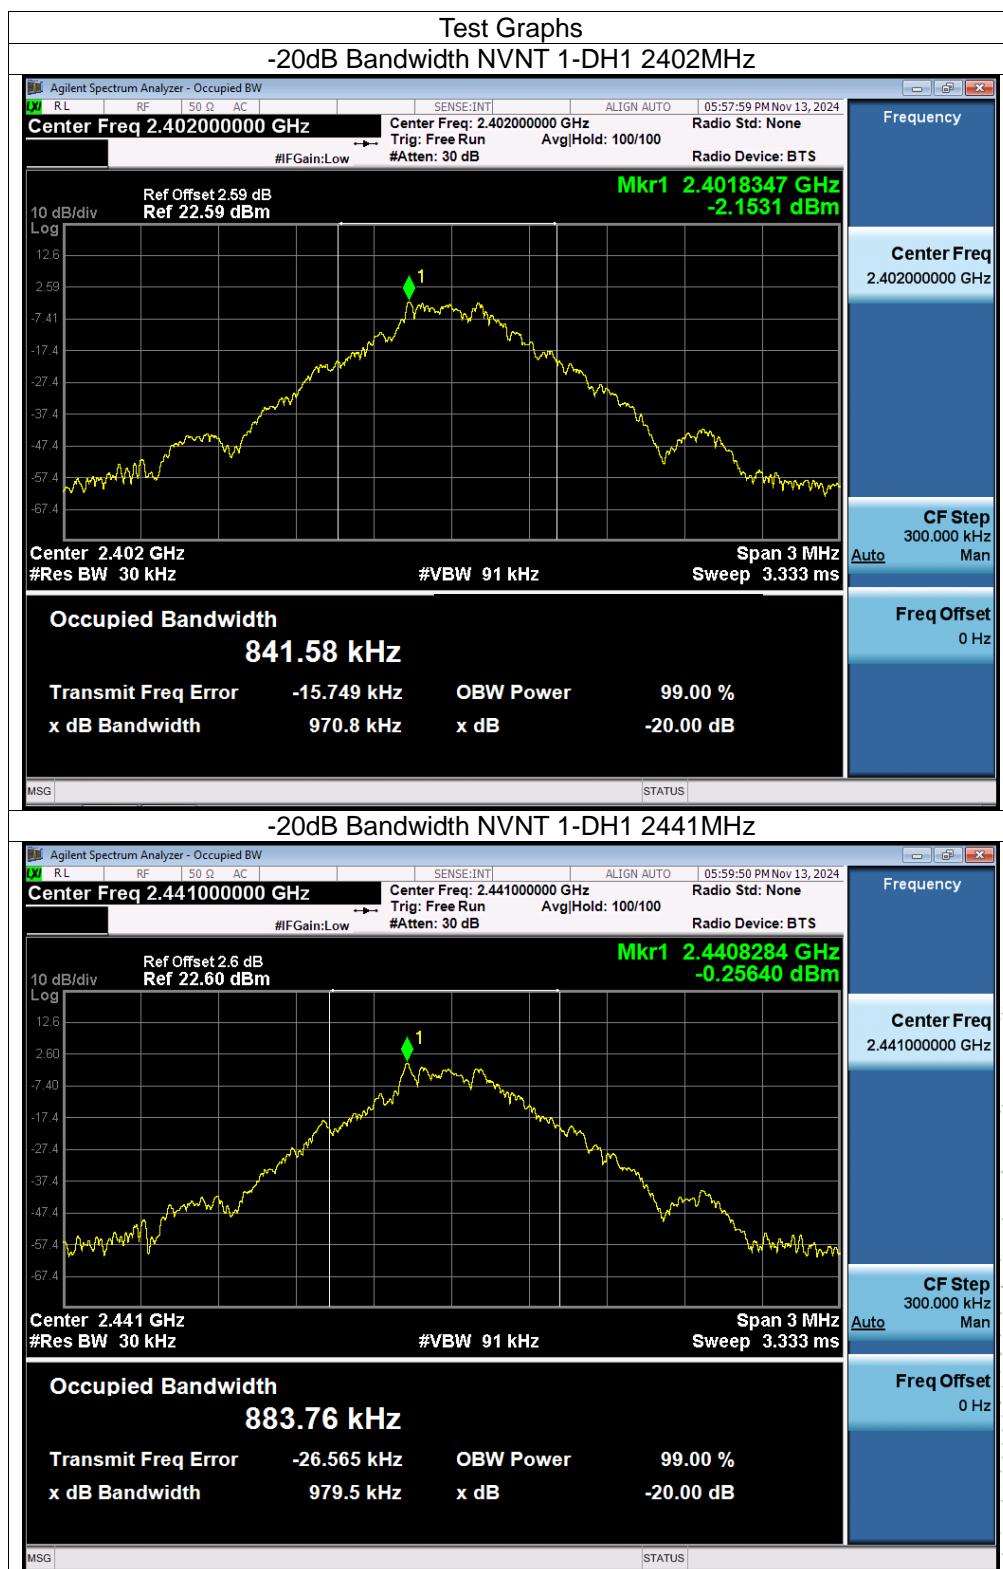 Test Graphs
-20dB Bandwidth NVNT 1-DH1 2402MHz
Agilent Spectrum Analyzer - Occupied BW
LXI RL RF 50 Ω AC SENSE:INT ALIGN AUTO 05:57:59 PM Nov 13, 2024
Center Freq 2.402000000 GHz Center Freq: 2.402000000 GHz Radio Std: None Frequency
Trig: Free Run Avg|Hold: 100/100
#IFGain:Low #Atten: 30 dB Radio Device: BTS
Mkr1 2.4018347 GHz
Ref Offset 2.59 dB
10 dB/div Ref 22.59 dBm -2.1531 dBm
Log
12.6
Center Freq
2.402000000 GHz
1
2.59
-7.41
-17.4
-27.4
-37.4
-47.4
-57.4
-67.4
CF Step
300.000 kHz
Auto Man
Center 2.402 GHz Span 3 MHz
#Res BW 30 kHz #VBW 91 kHz Sweep 3.333 ms
Occupied Bandwidth
841.58 kHz
Freq Offset
0 Hz
Transmit Freq Error -15.749 kHz OBW Power 99.00 %
x dB Bandwidth 970.8 kHz x dB -20.00 dB
MSG STATUS
-20dB Bandwidth NVNT 1-DH1 2441MHz
Agilent Spectrum Analyzer - Occupied BW
LXI RL RF 50 Ω AC SENSE:INT ALIGN AUTO 05:59:50 PM Nov 13, 2024
Center Freq 2.441000000 GHz Center Freq: 2.441000000 GHz Radio Std: None Frequency
Trig: Free Run Avg|Hold: 100/100
#IFGain:Low #Atten: 30 dB Radio Device: BTS
Mkr1 2.4408284 GHz
Ref Offset 2.6 dB
10 dB/div Ref 22.60 dBm -0.25640 dBm
Log
12.6
Center Freq
2.441000000 GHz
1
2.60
-7.40
-17.4
-27.4
-37.4
-47.4
-57.4
-67.4
CF Step
300.000 kHz
Auto Man
Center 2.441 GHz Span 3 MHz
#Res BW 30 kHz #VBW 91 kHz Sweep 3.333 ms
Occupied Bandwidth
883.76 kHz
Freq Offset
0 Hz
Transmit Freq Error -26.565 kHz OBW Power 99.00 %
x dB Bandwidth 979.5 kHz x dB -20.00 dB
MSG STATUS